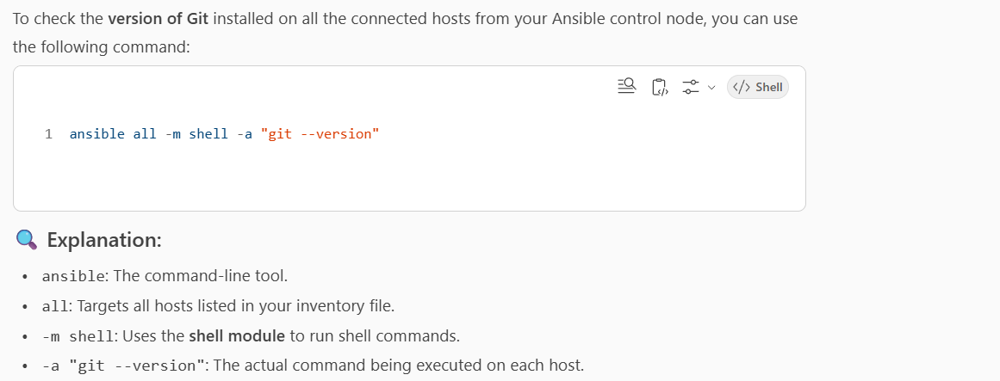 To check the version of Git installed on all the connected hosts from your Ansible control node, you can use
the following command:
</> Shell
1 ansible all -m shell -a "git --version"
Explanation:
• ansible: The command-line tool.
• all: Targets all hosts listed in your inventory file.
• -m shell: Uses the shell module to run shell commands.
• -a "git --version": The actual command being executed on each host.